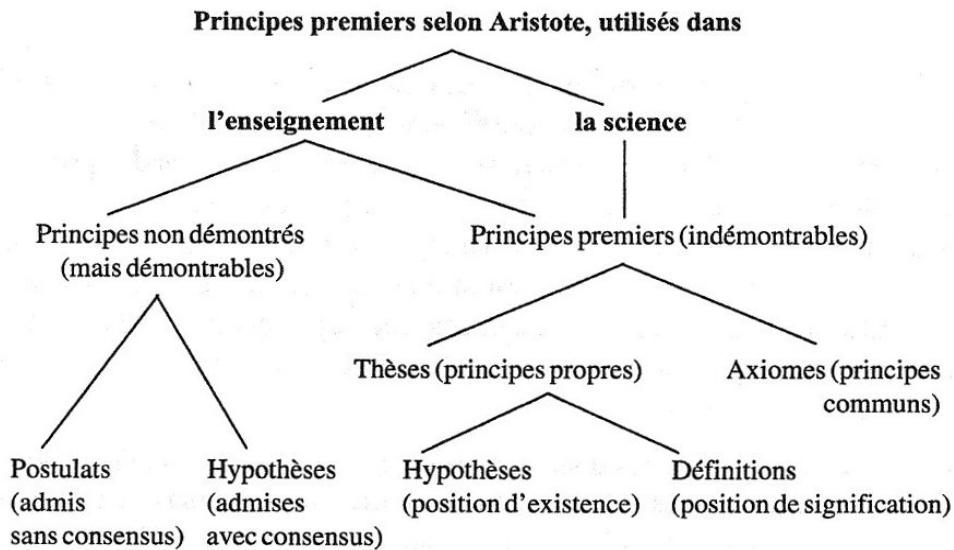 Principes premiers selon Aristote, utilisés dans
l'enseignement
la science
Principes non démontrés
(mais démontrables)
Principes premiers (indémontrables)
Thèses (principes propres)
Axiomes (principes
communs)
Postulats
(admis
sans consensus)
Hypothèses
(admises
avec consensus)
Hypothèses
(position d'existence)
Définitions
(position de signification)